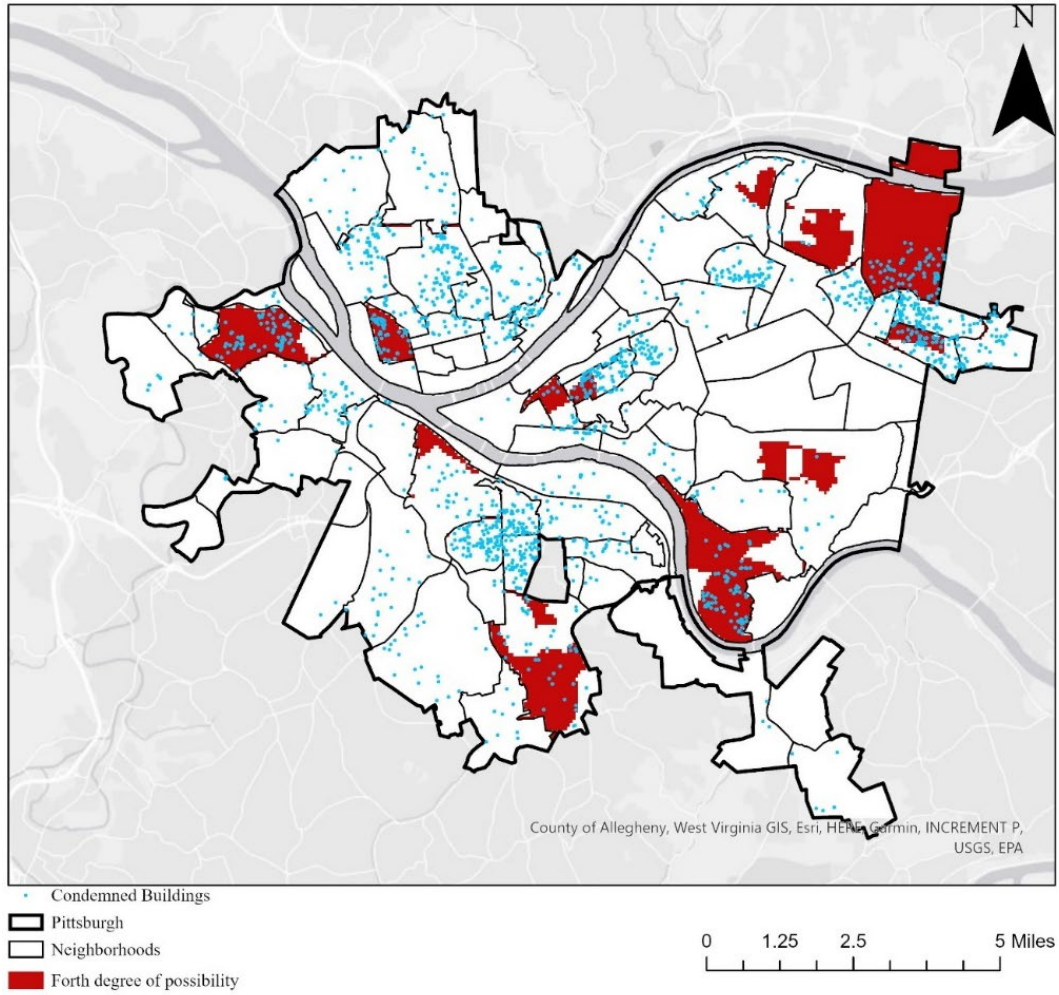 N
County of Allegheny, West Virginia GIS, Esri, HERE, Garmin, INCREMENT P,
USGS, EPA
Condemned Buildings
Pittsburgh
Neighborhoods
Forth degree of possibility
0 1.25 2.5 5 Miles